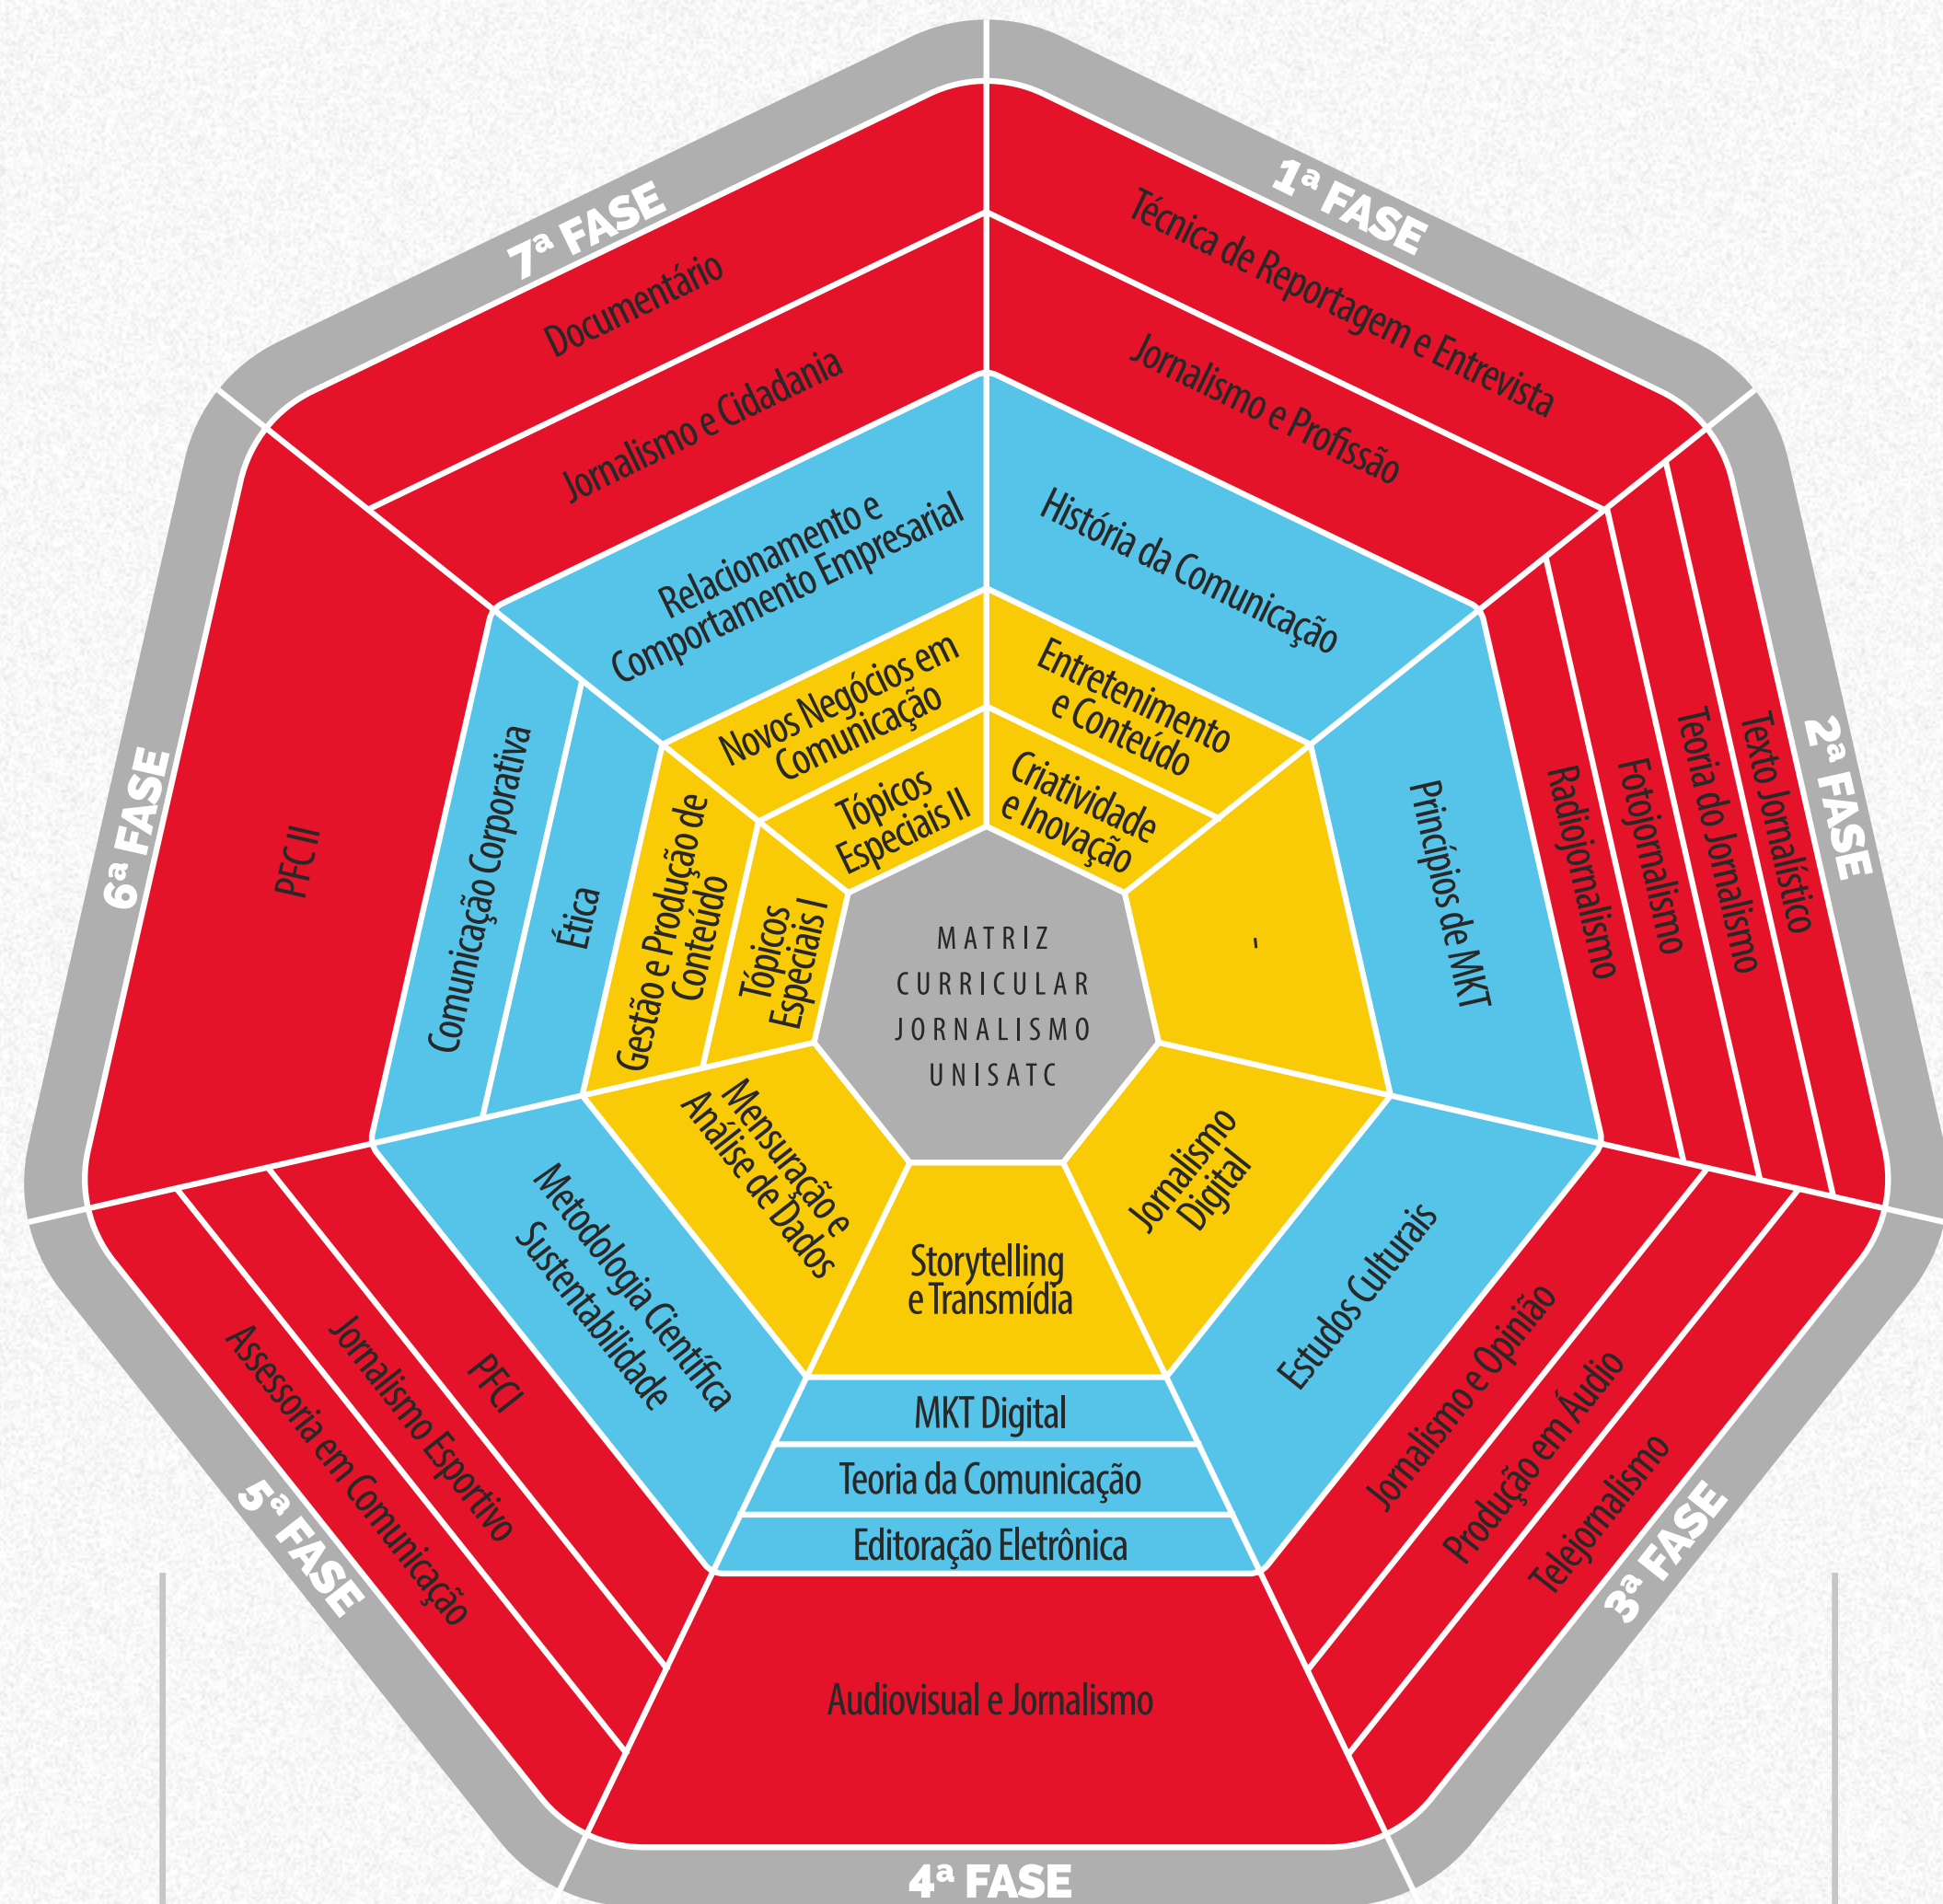 MATRIZ
CURRICULAR
JORNALISMO
UNISATC
1ª FASE
Técnica de Reportagem e Entrevista
Jornalismo e Profissão
História da Comunicação
Entretenimento
e Conteúdo
Criatividade
e Inovação
2ª FASE
Texto Jornalístico
Teoria do Jornalismo
Fotojornalismo
Radiojornalismo
Princípios de MKT
-
3ª FASE
Telejornalismo
Produção em Áudio
Jornalismo e Opinião
Estudos Culturais
Jornalismo
Digital
4ª FASE
Audiovisual e Jornalismo
Editoração Eletrônica
Teoria da Comunicação
MKT Digital
Storytelling
e Transmídia
5ª FASE
Assessoria em Comunicação
Jornalismo Esportivo
PFCI
Metodologia Científica
Sustentabilidade
Mensuração e
Análise de Dados
6ª FASE
PFC II
Comunicação Corporativa
Ética
Gestão e Produção de
Conteúdo
Tópicos
Especiais I
7ª FASE
Documentário
Jornalismo e Cidadania
Relacionamento e
Comportamento Empresarial
Novos Negócios em
Comunicação
Tópicos
Especiais II